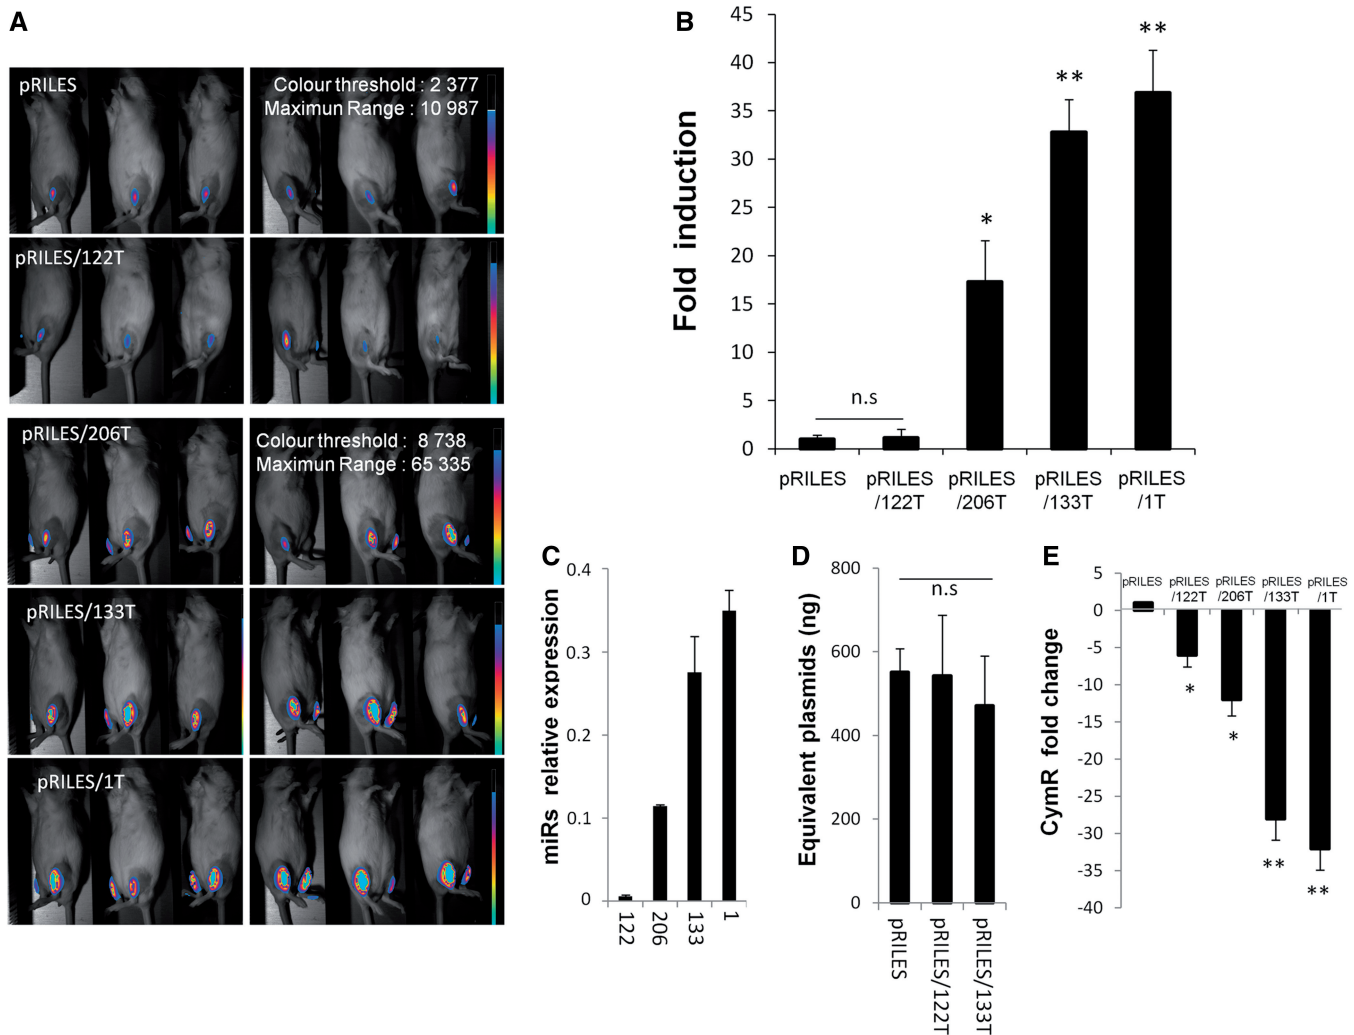 A
pRILES
Colour threshold : 2 377
Maximun Range : 10 987
pRILES/122T
pRILES/206T
Colour threshold : 8 738
Maximun Range : 65 335
pRILES/133T
pRILES/1T
B
Fold induction
45
40
35
30
25
20
15
10
5
0
n.s
*
**
**
pRILES
pRILES
/122T
pRILES
/206T
pRILES
/133T
pRILES
/1T
C
miRs relative expression
0.4
0.3
0.2
0.1
0
122
206
133
1
D
Equivalent plasmids (ng)
800
600
400
200
0
n.s
pRILES
pRILES/122T
pRILES/133T
E
CymR fold change
5
0
-5
-10
-15
-20
-25
-30
-35
-40
pRILES
pRILES
/122T
pRILES
/206T
pRILES
/133T
pRILES
/1T
*
*
**
**